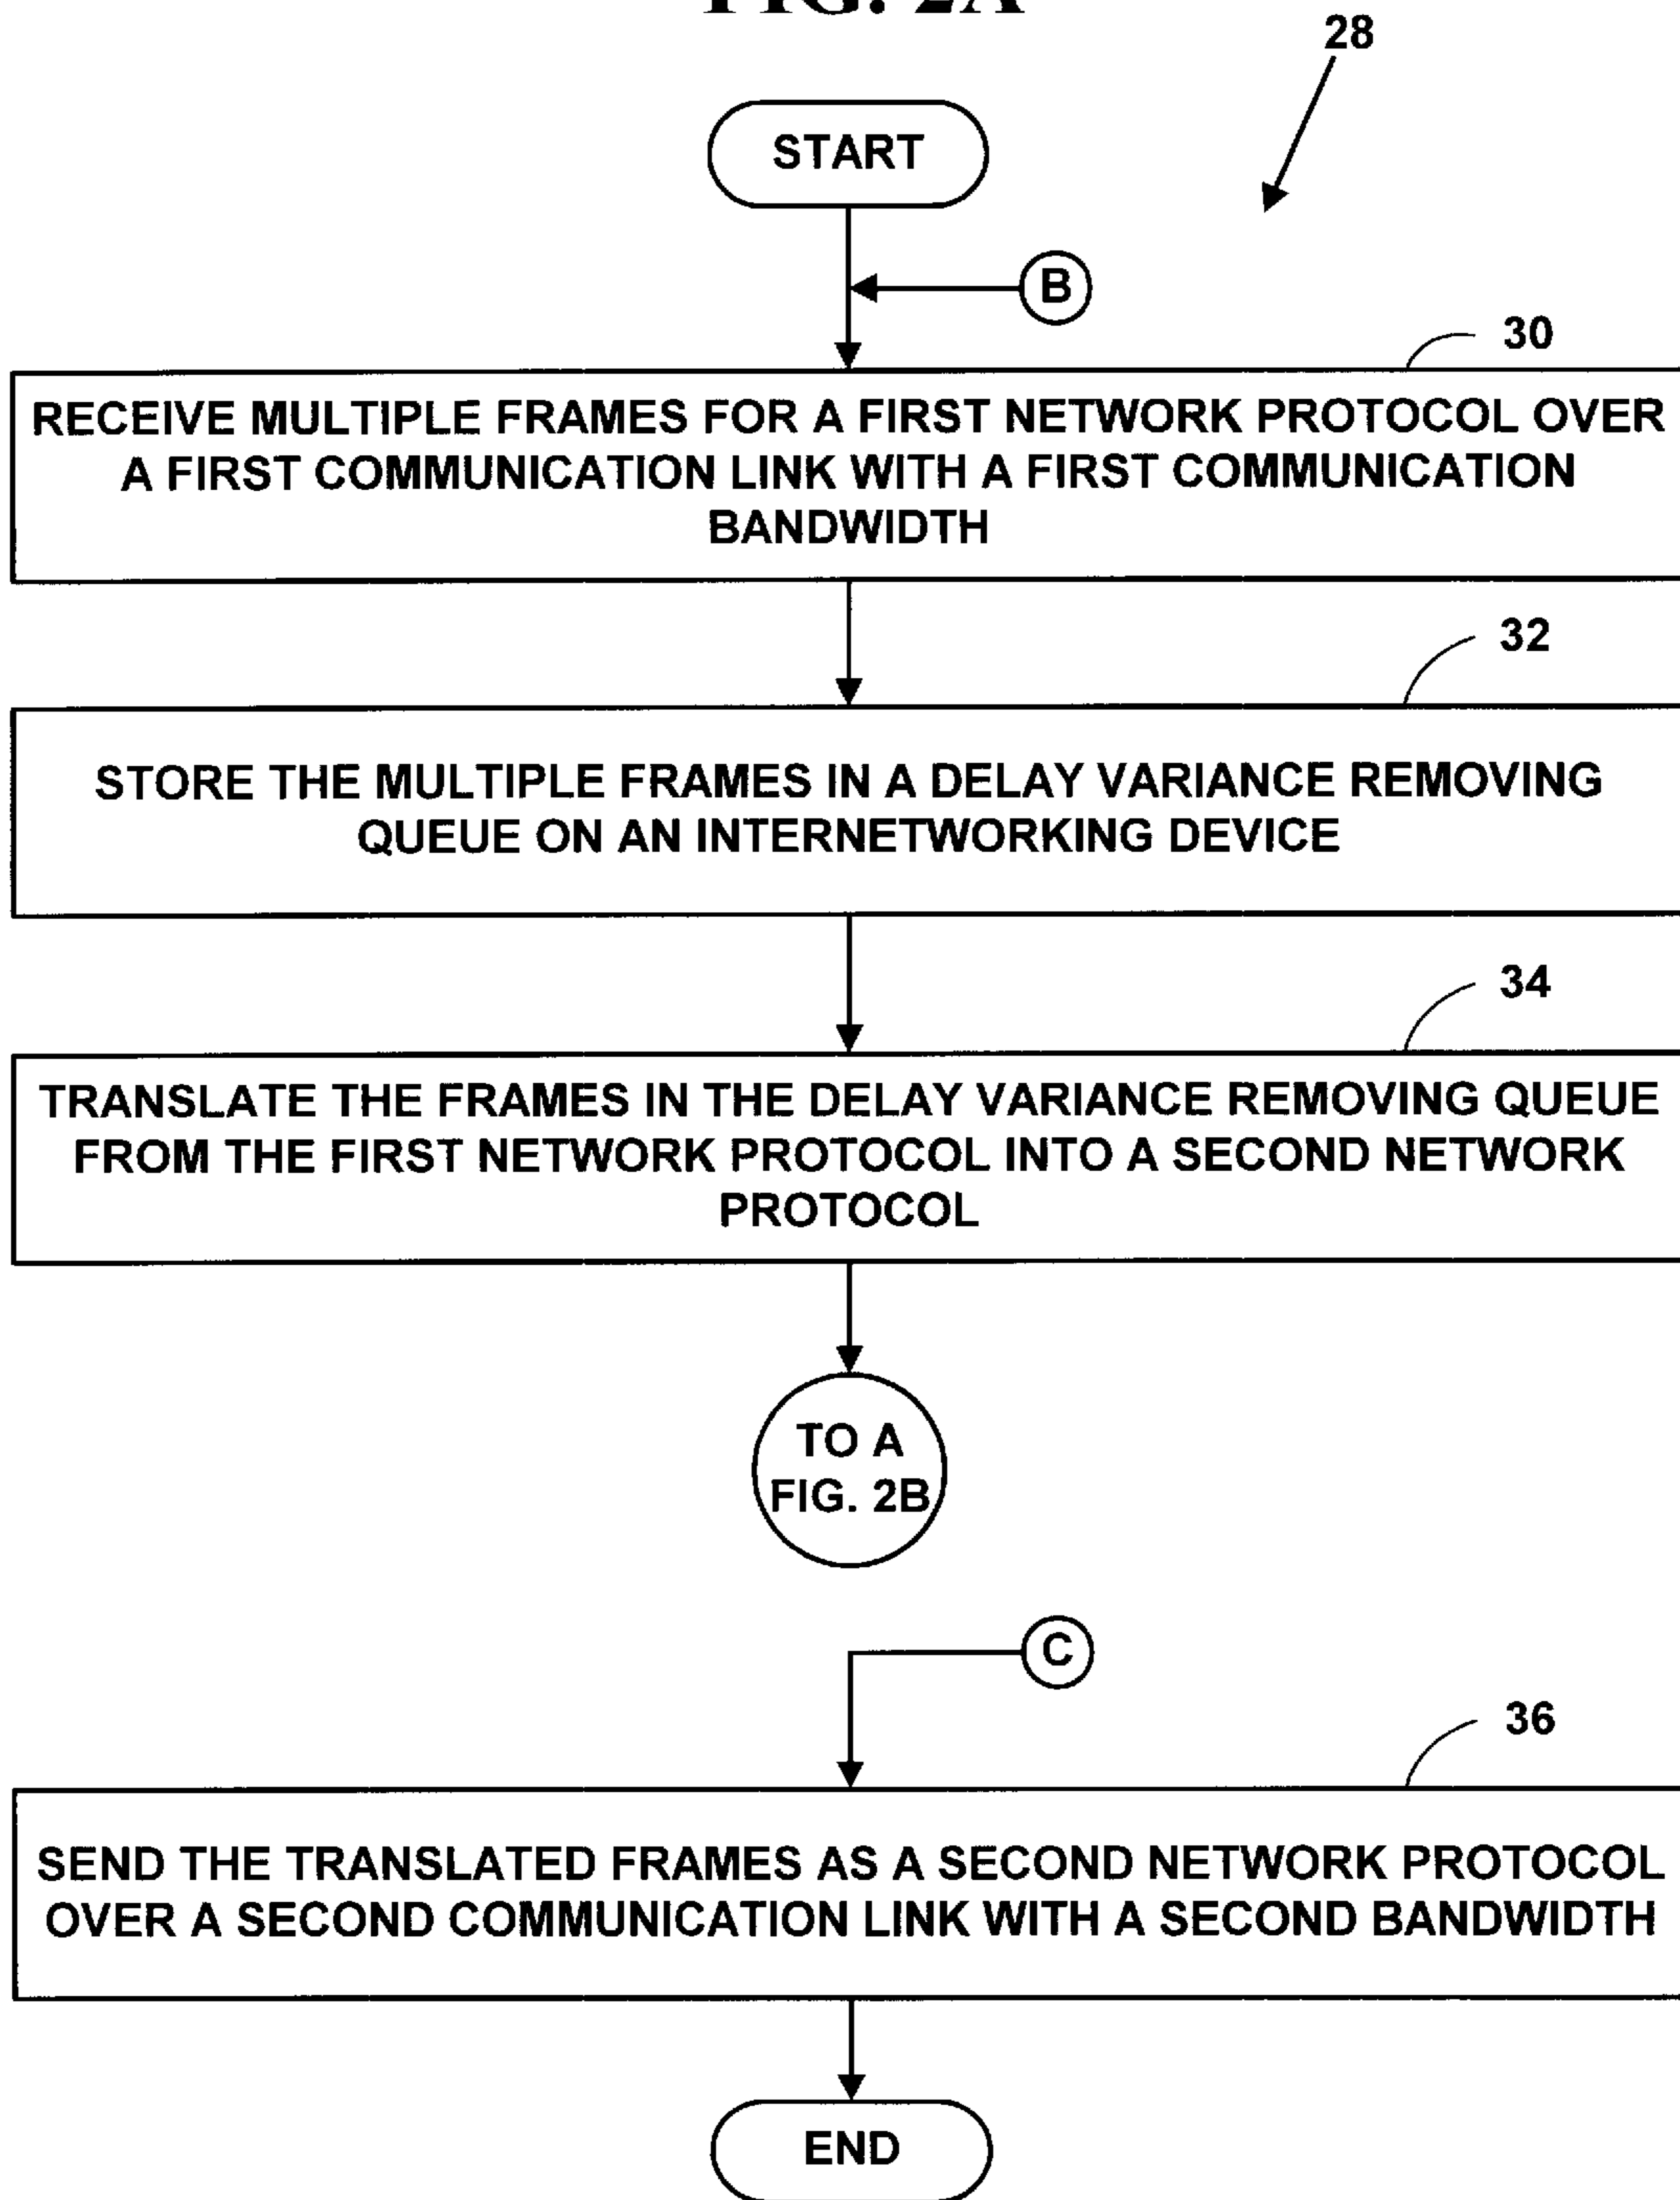 FIG. 2A
28
START
B
30
RECEIVE MULTIPLE FRAMES FOR A FIRST NETWORK PROTOCOL OVER
A FIRST COMMUNICATION LINK WITH A FIRST COMMUNICATION
BANDWIDTH
32
STORE THE MULTIPLE FRAMES IN A DELAY VARIANCE REMOVING
QUEUE ON AN INTERNETWORKING DEVICE
34
TRANSLATE THE FRAMES IN THE DELAY VARIANCE REMOVING QUEUE
FROM THE FIRST NETWORK PROTOCOL INTO A SECOND NETWORK
PROTOCOL
TO A
FIG. 2B
C
36
SEND THE TRANSLATED FRAMES AS A SECOND NETWORK PROTOCOL
OVER A SECOND COMMUNICATION LINK WITH A SECOND BANDWIDTH
END